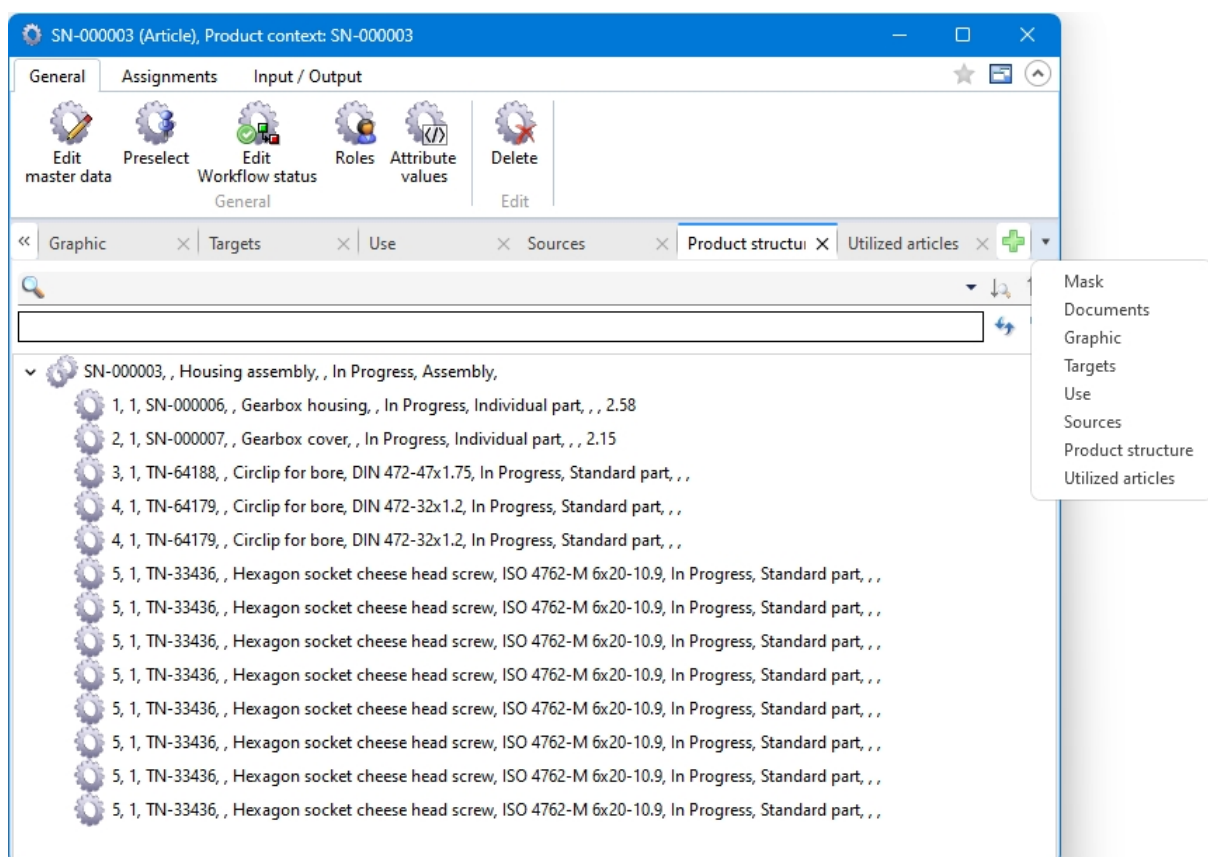 SN-000003 (Article), Product context: SN-000003
General Assignments Input / Output
Edit master data Preselect Edit Workflow status Roles Attribute values Delete
General Edit
Graphic Targets Use Sources Product structur Utilized articles
Mask
Documents
Graphic
Targets
Use
Sources
Product structure
Utilized articles
SN-000003, , Housing assembly, , In Progress, Assembly,
1, 1, SN-000006, , Gearbox housing, , In Progress, Individual part, , , 2.58
2, 1, SN-000007, , Gearbox cover, , In Progress, Individual part, , , 2.15
3, 1, TN-64188, , Circlip for bore, DIN 472-47x1.75, In Progress, Standard part, , ,
4, 1, TN-64179, , Circlip for bore, DIN 472-32x1.2, In Progress, Standard part, , ,
4, 1, TN-64179, , Circlip for bore, DIN 472-32x1.2, In Progress, Standard part, , ,
5, 1, TN-33436, , Hexagon socket cheese head screw, ISO 4762-M 6x20-10.9, In Progress, Standard part, , ,
5, 1, TN-33436, , Hexagon socket cheese head screw, ISO 4762-M 6x20-10.9, In Progress, Standard part, , ,
5, 1, TN-33436, , Hexagon socket cheese head screw, ISO 4762-M 6x20-10.9, In Progress, Standard part, , ,
5, 1, TN-33436, , Hexagon socket cheese head screw, ISO 4762-M 6x20-10.9, In Progress, Standard part, , ,
5, 1, TN-33436, , Hexagon socket cheese head screw, ISO 4762-M 6x20-10.9, In Progress, Standard part, , ,
5, 1, TN-33436, , Hexagon socket cheese head screw, ISO 4762-M 6x20-10.9, In Progress, Standard part, , ,
5, 1, TN-33436, , Hexagon socket cheese head screw, ISO 4762-M 6x20-10.9, In Progress, Standard part, , ,
5, 1, TN-33436, , Hexagon socket cheese head screw, ISO 4762-M 6x20-10.9, In Progress, Standard part, , ,